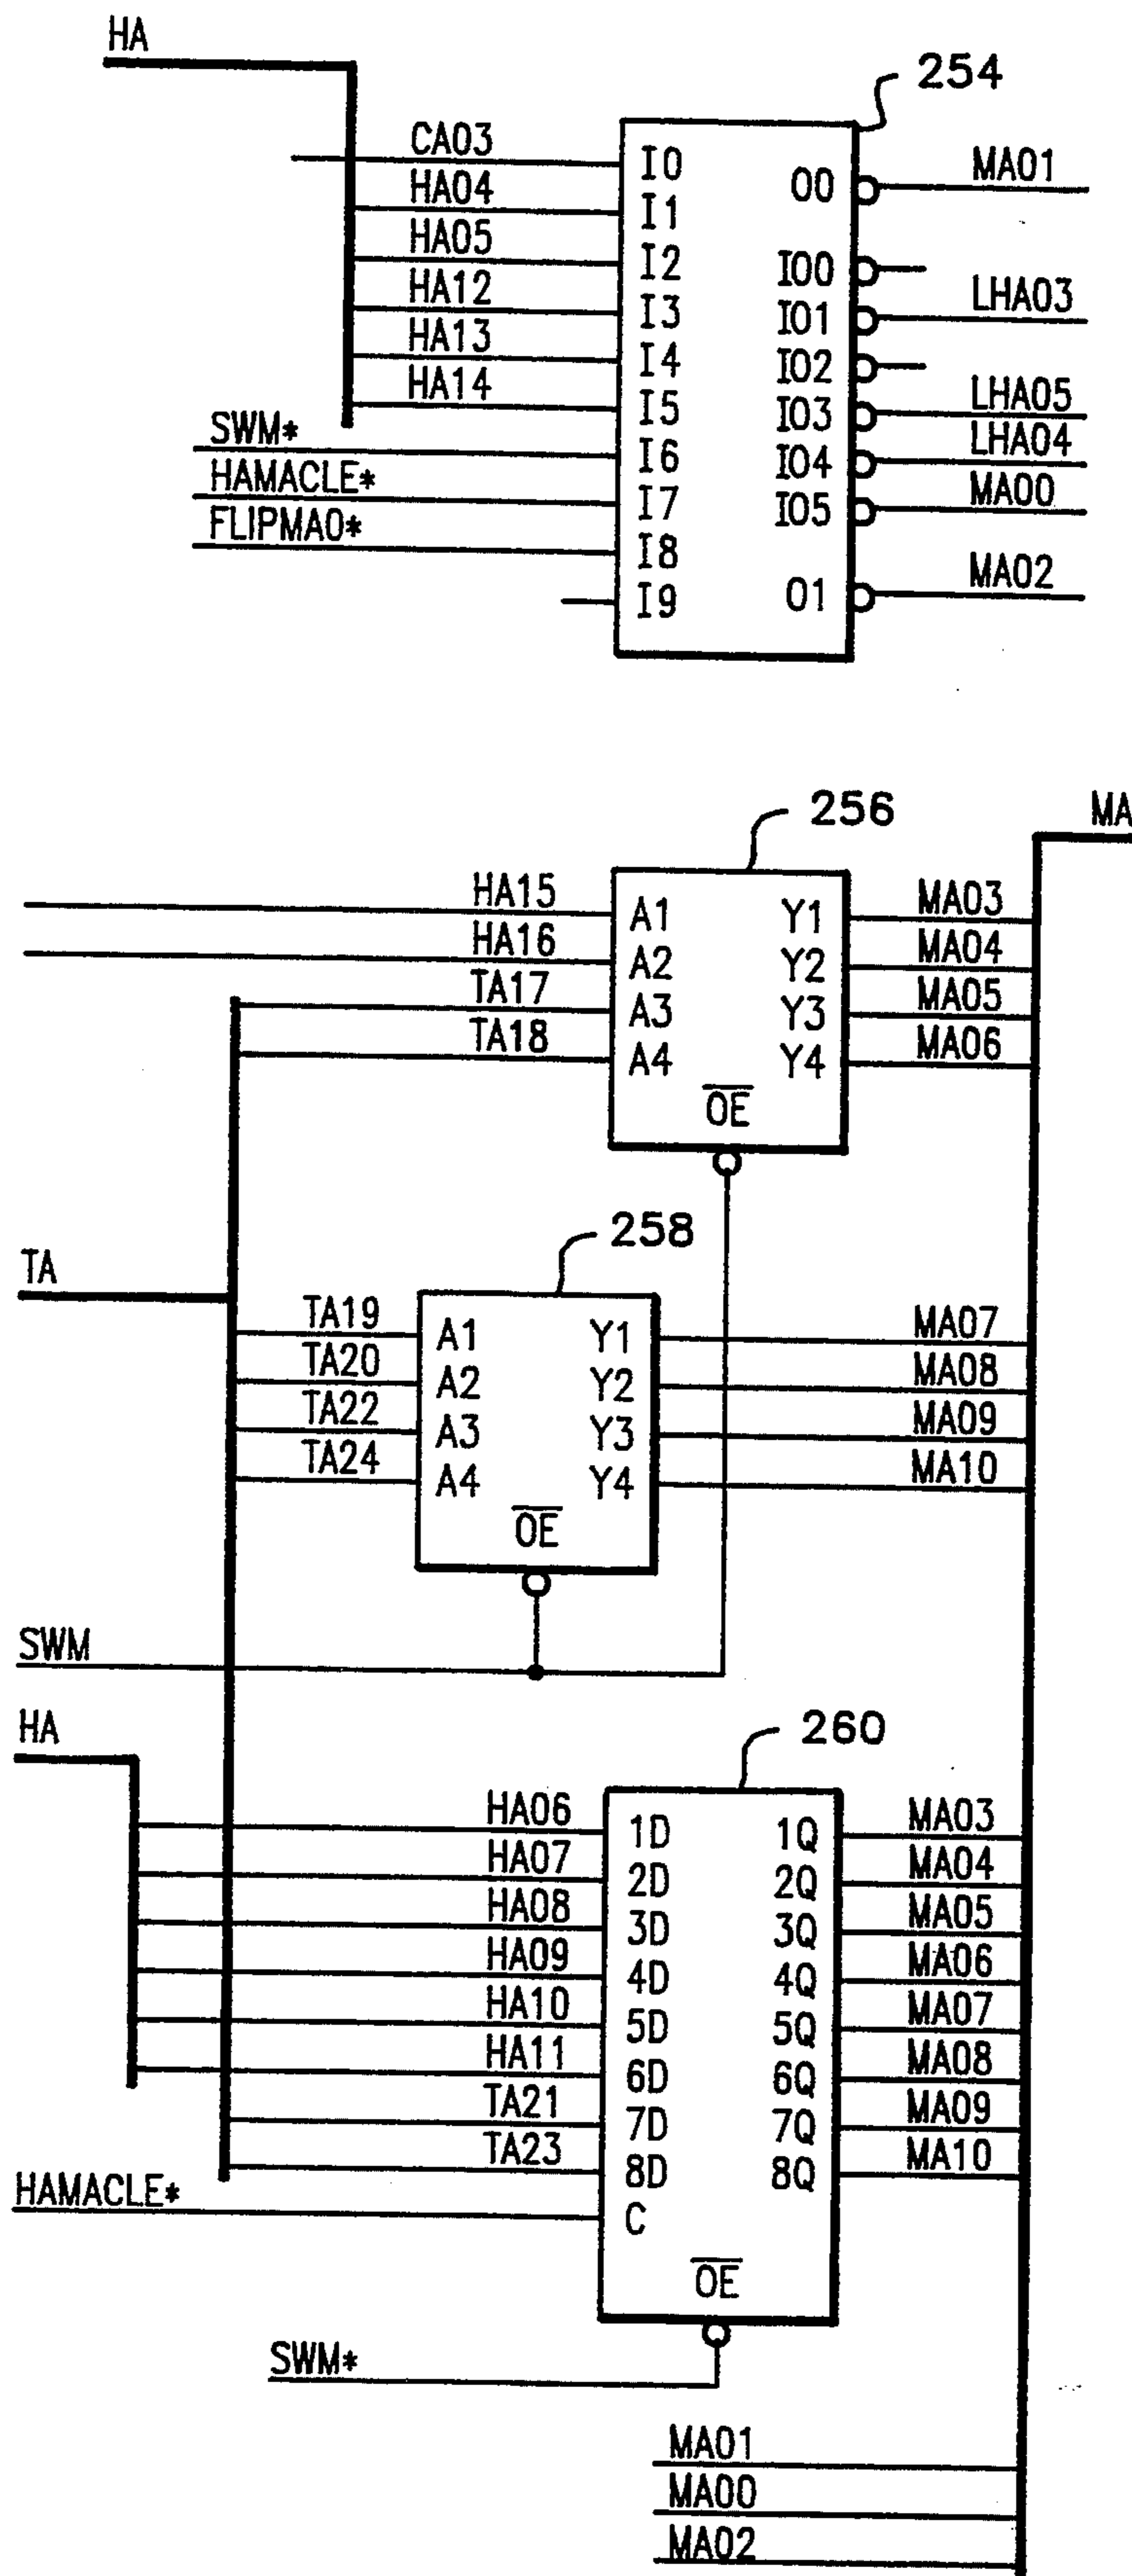 HA
254
CA03 I0 O0 MA01
HA04 I1
HA05 I2 IO0
HA12 I3 IO1 LHA03
HA13 I4 IO2
HA14 I5 IO3 LHA05
SWM* I6 IO4 LHA04
HAMACLE* I7 IO5 MA00
FLIPMA0* I8
I9 O1 MA02
256
MA
HA15 A1 Y1 MA03
HA16 A2 Y2 MA04
TA17 A3 Y3 MA05
TA18 A4 Y4 MA06
OE
258
TA
TA19 A1 Y1 MA07
TA20 A2 Y2 MA08
TA22 A3 Y3 MA09
TA24 A4 Y4 MA10
OE
SWM
HA
260
HA06 1D 1Q MA03
HA07 2D 2Q MA04
HA08 3D 3Q MA05
HA09 4D 4Q MA06
HA10 5D 5Q MA07
HA11 6D 6Q MA08
TA21 7D 7Q MA09
TA23 8D 8Q MA10
HAMACLE* C
OE
SWM*
MA01
MA00
MA02